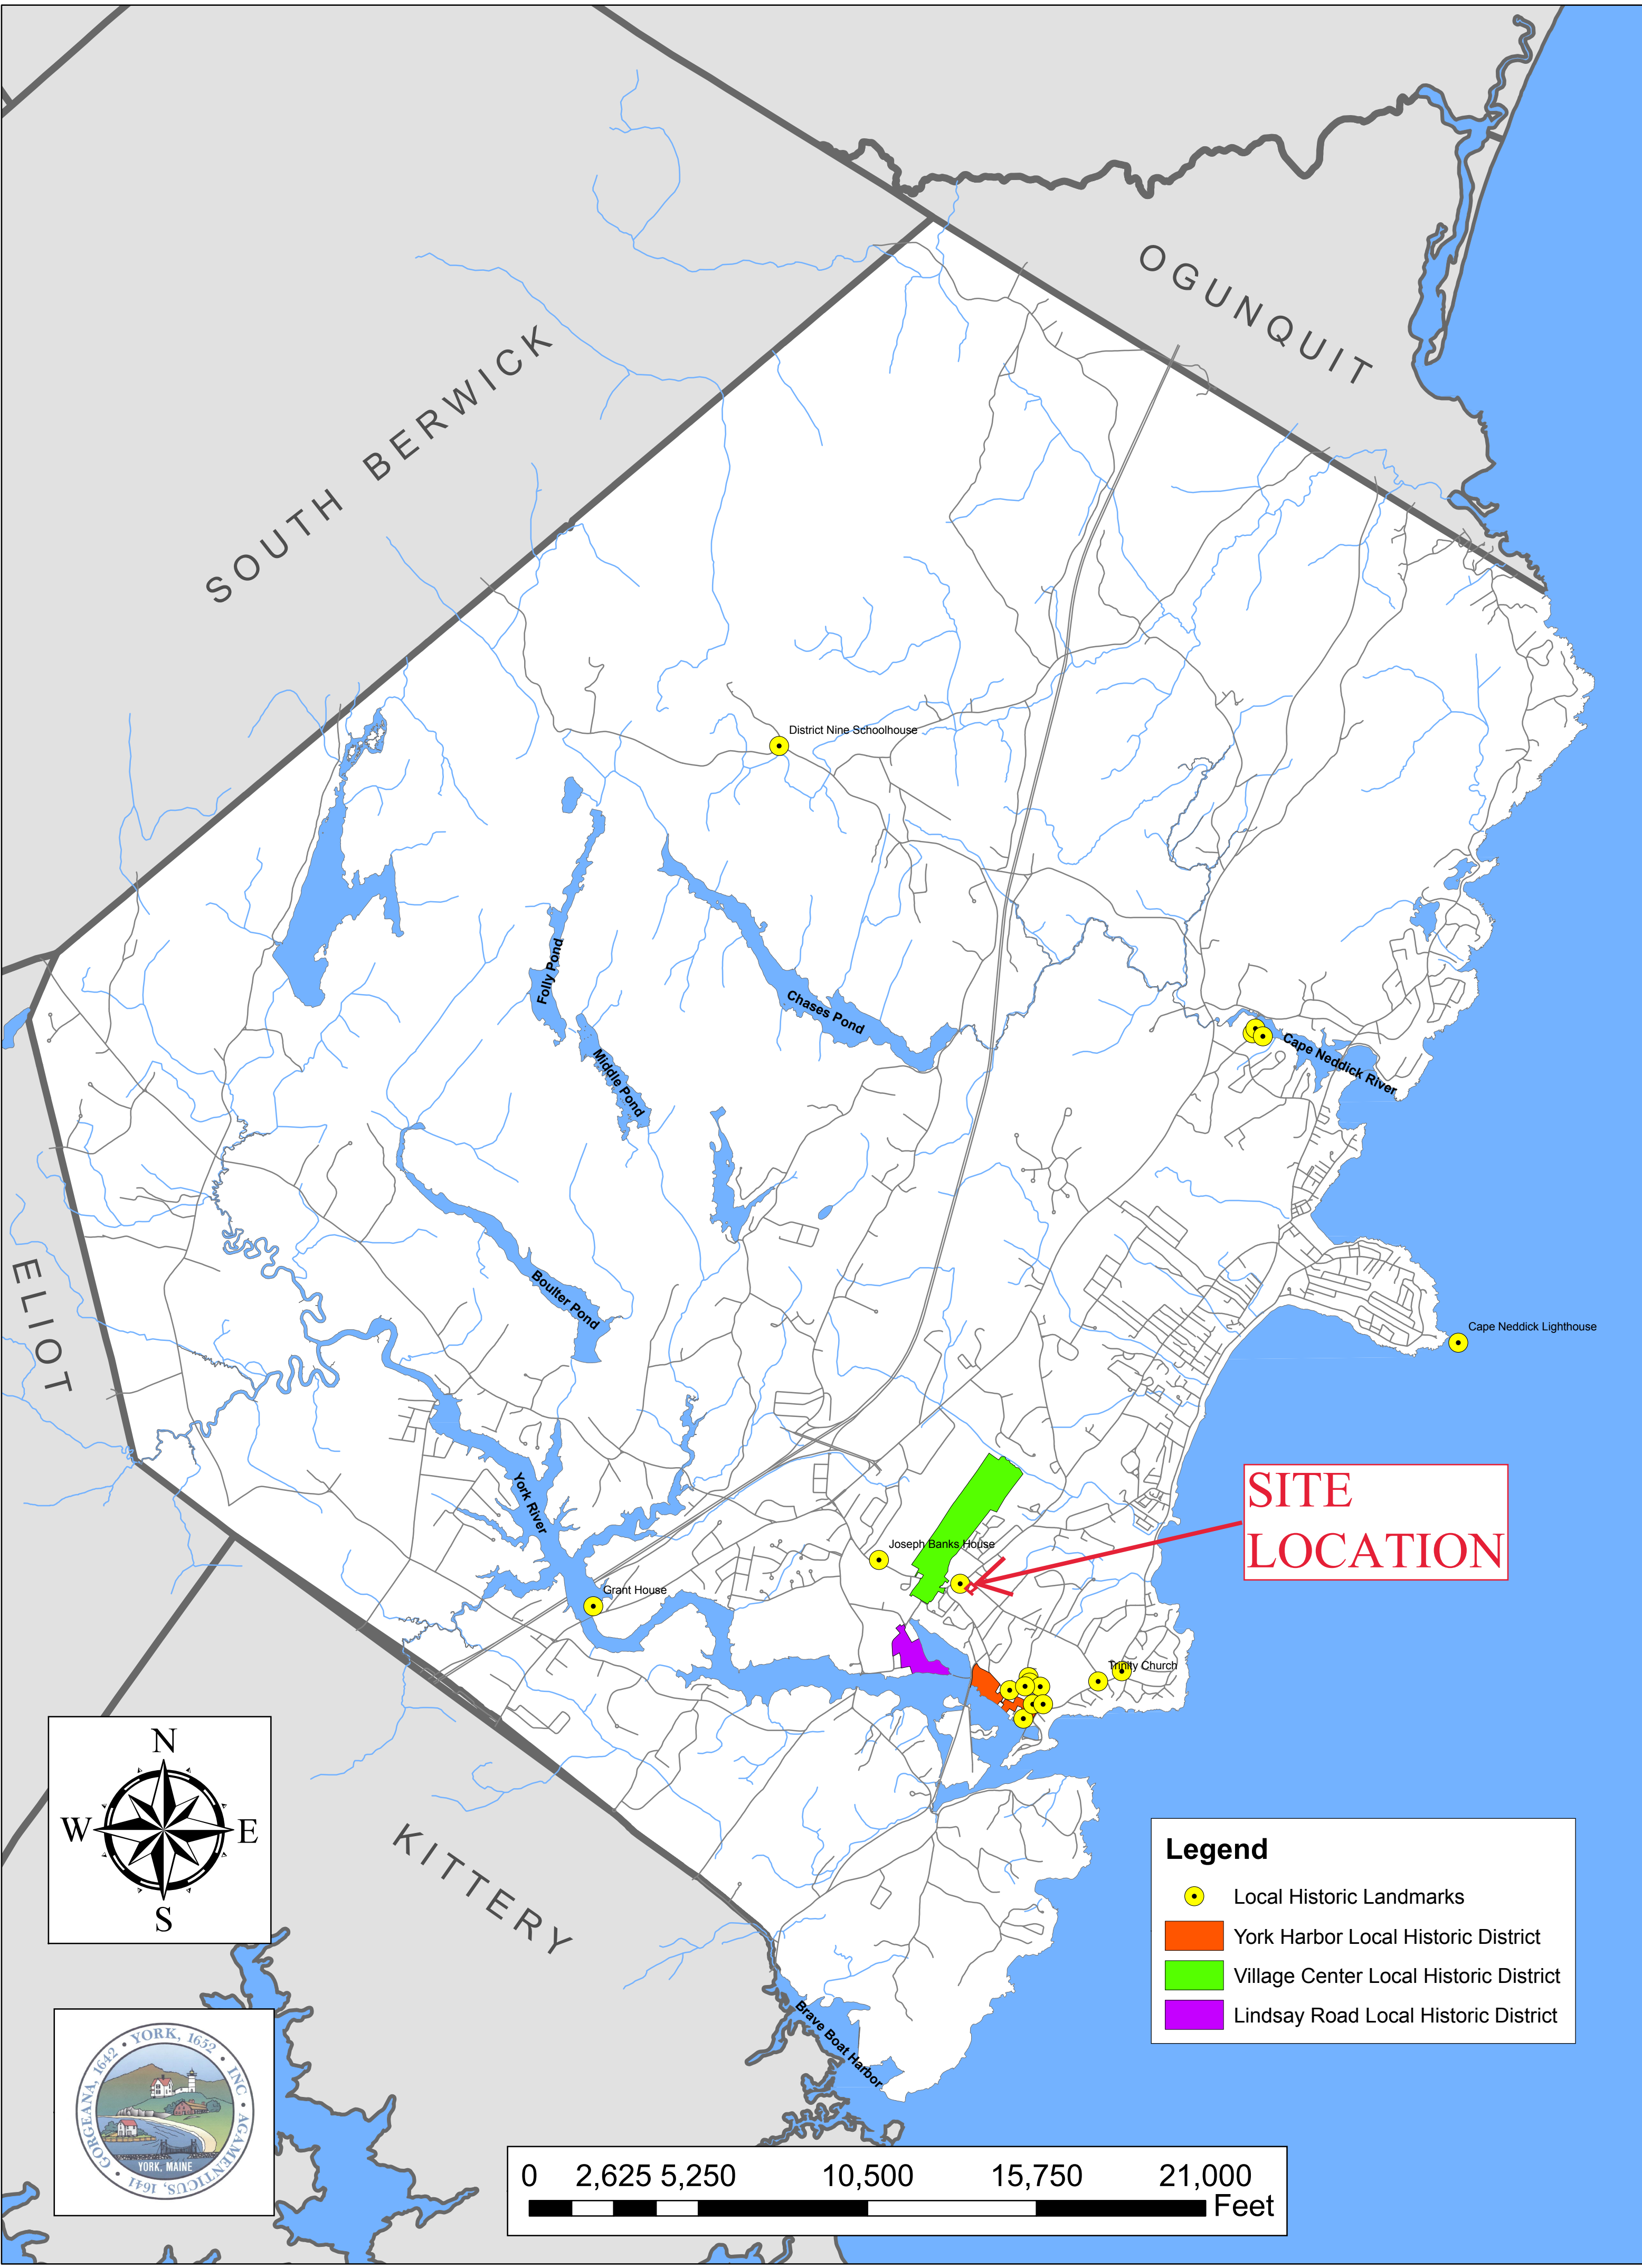 OGUNQUIT
SOUTH BERWICK
District Nine Schoolhouse
Folly Pond
Chases Pond
Middle Pond
Cape Neddick River
ELIOT
Boulter Pond
Cape Neddick Lighthouse
York River
SITE
LOCATION
Joseph Banks House
Grant House
Trinity Church
N
W
E
S
KITTERY
Brave Boat Harbor
Legend
Local Historic Landmarks
York Harbor Local Historic District
Village Center Local Historic District
Lindsay Road Local Historic District
GORGEANA, 1642 • YORK, 1652 • INC • AGAMENTICUS, 1641 •
YORK, MAINE
0 2,625 5,250 10,500 15,750 21,000
Feet